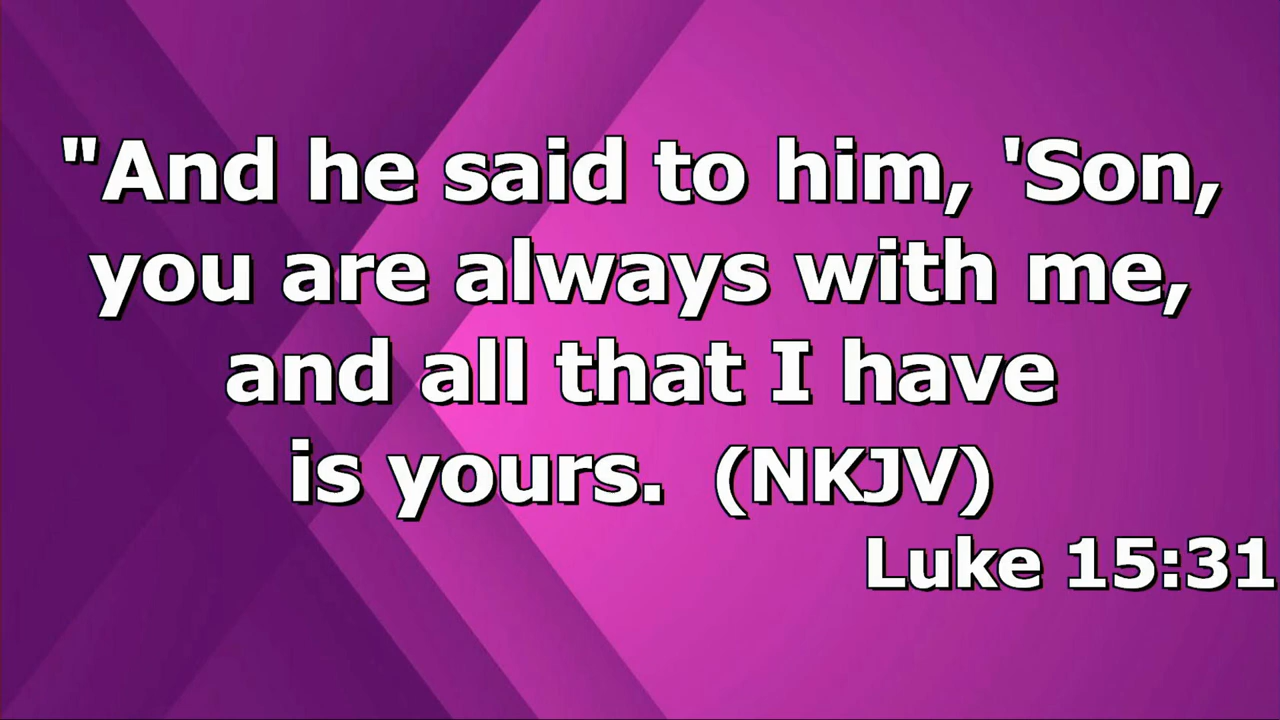 "And he said to him, 'Son,
you are always with me,
and all that I have
is yours.  (NKJV)
Luke 15:31